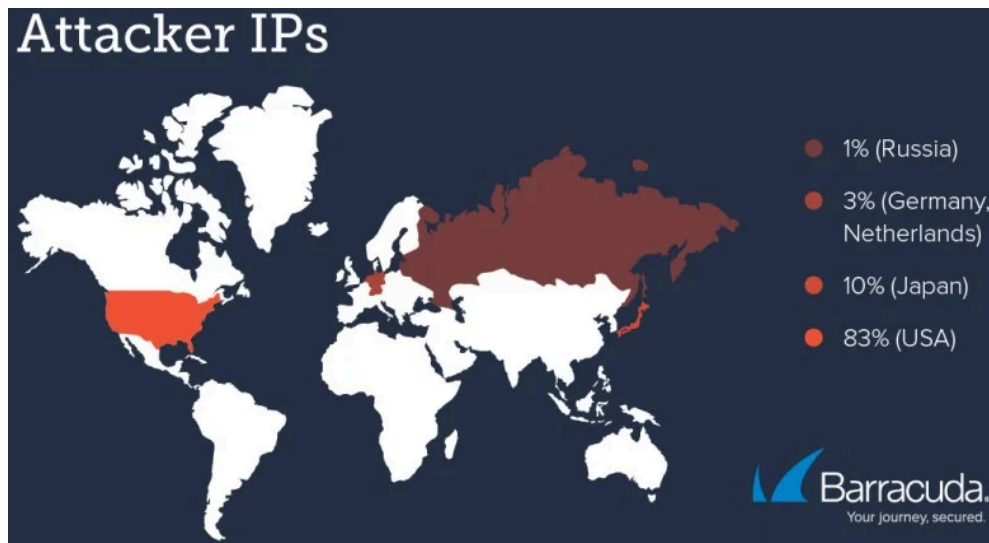 Attacker IPs
1% (Russia)
3% (Germany,
Netherlands)
10% (Japan)
83% (USA)
Barracuda.
Your journey, secured.